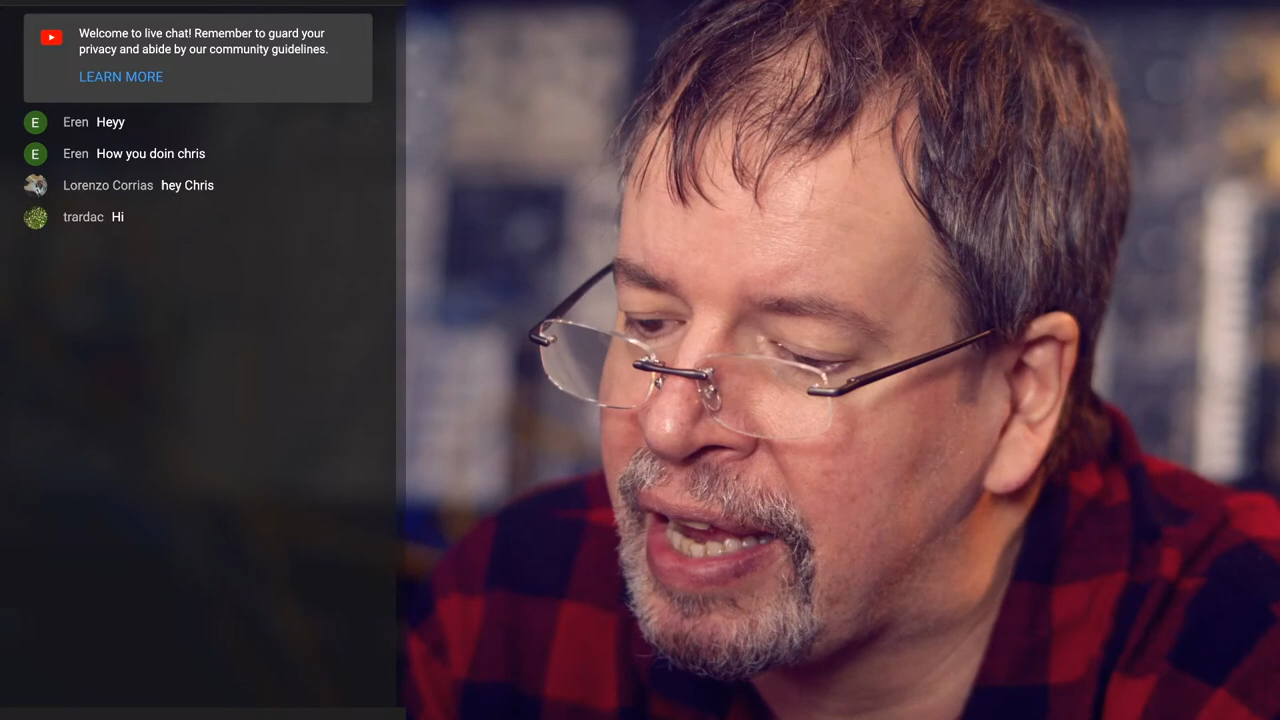 Welcome to live chat! Remember to guard your
privacy and abide by our community guidelines.
LEARN MORE
E Eren Heyy
E Eren How you doin chris
Lorenzo Corrias hey Chris
trardac Hi